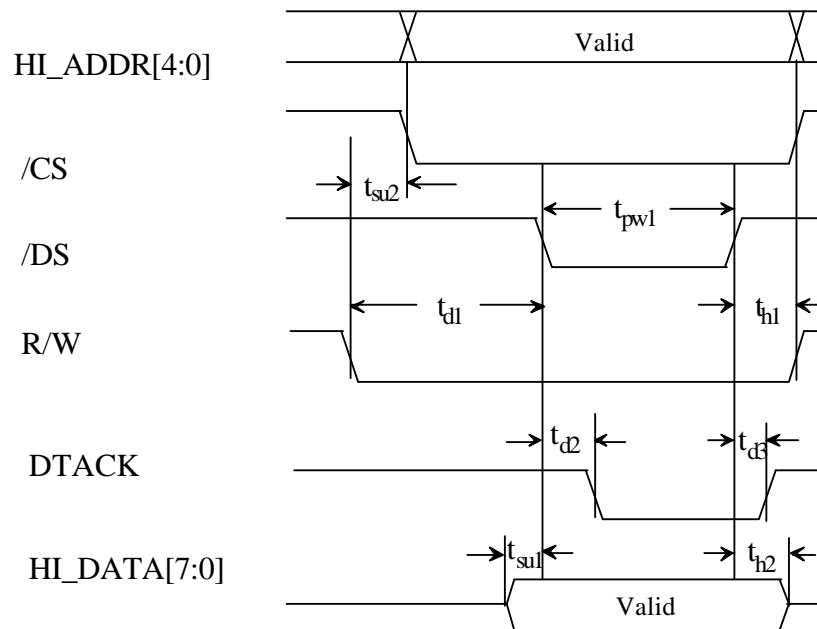 Valid
HI_ADDR[4:0]
/CS
tsu2
tpw1
/DS
td1
th1
R/W
td2
td3
DTACK
tsu1
th2
HI_DATA[7:0]
Valid